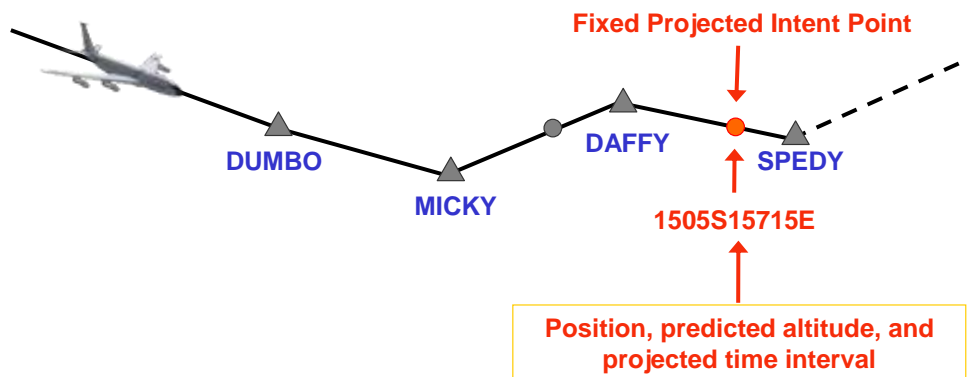 Fixed Projected Intent Point
DUMBO
DAFFY
SPEDY
MICKY
1505S15715E
Position, predicted altitude, and
projected time interval